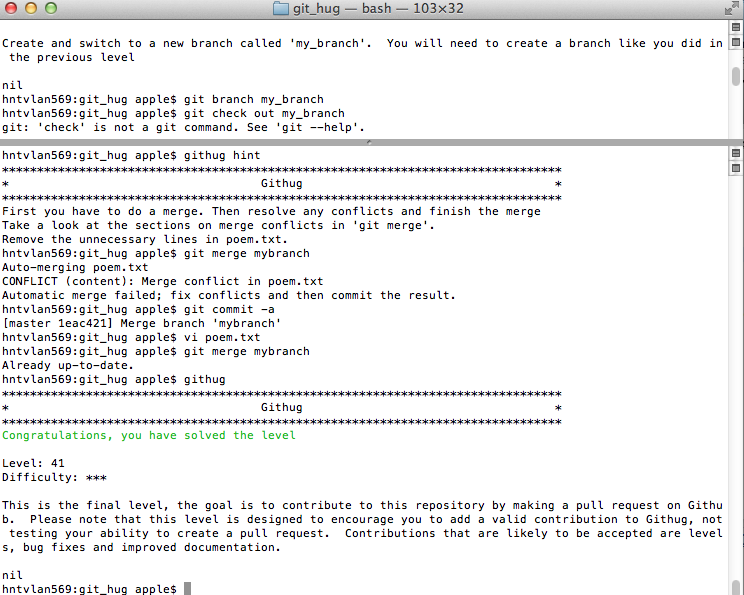 git_hug — bash — 103×32
Create and switch to a new branch called 'my_branch'.  You will need to create a branch like you did in
 the previous level
nil
hntvlan569:git_hug apple$ git branch my_branch
hntvlan569:git_hug apple$ git check out my_branch
git: 'check' is not a git command. See 'git --help'.
hntvlan569:git_hug apple$ githug hint
********************************************************************************
*                                    Githug                                    *
********************************************************************************
First you have to do a merge. Then resolve any conflicts and finish the merge
Take a look at the sections on merge conflicts in 'git merge'.
Remove the unnecessary lines in poem.txt.
hntvlan569:git_hug apple$ git merge mybranch
Auto-merging poem.txt
CONFLICT (content): Merge conflict in poem.txt
Automatic merge failed; fix conflicts and then commit the result.
hntvlan569:git_hug apple$ git commit -a
[master 1eac421] Merge branch 'mybranch'
hntvlan569:git_hug apple$ vi poem.txt
hntvlan569:git_hug apple$ git merge mybranch
Already up-to-date.
hntvlan569:git_hug apple$ githug
********************************************************************************
*                                    Githug                                    *
********************************************************************************
Congratulations, you have solved the level
Level: 41
Difficulty: ***
This is the final level, the goal is to contribute to this repository by making a pull request on Githu
b.  Please note that this level is designed to encourage you to add a valid contribution to Githug, not
 testing your ability to create a pull request.  Contributions that are likely to be accepted are level
s, bug fixes and improved documentation.
nil
hntvlan569:git_hug apple$